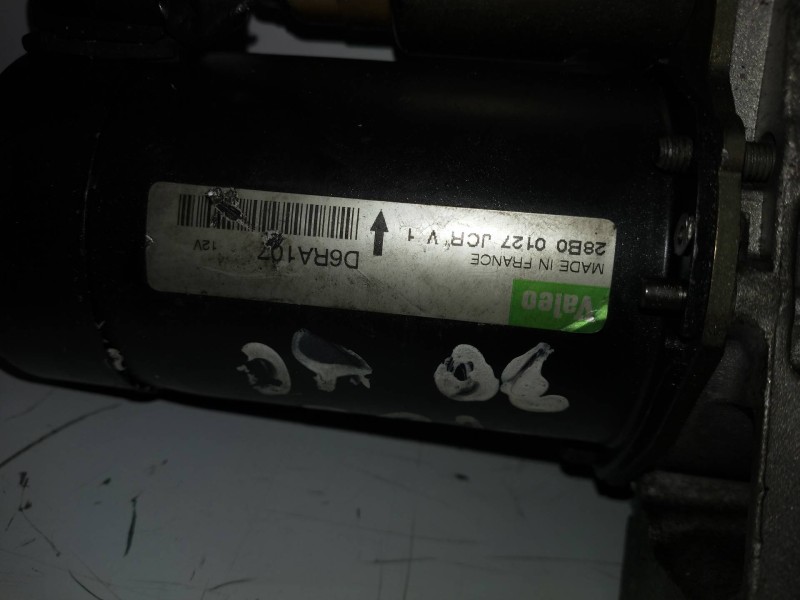 Valeo
MADE IN FRANCE
28B0 0127 JCR V 1
D6RA107
12V